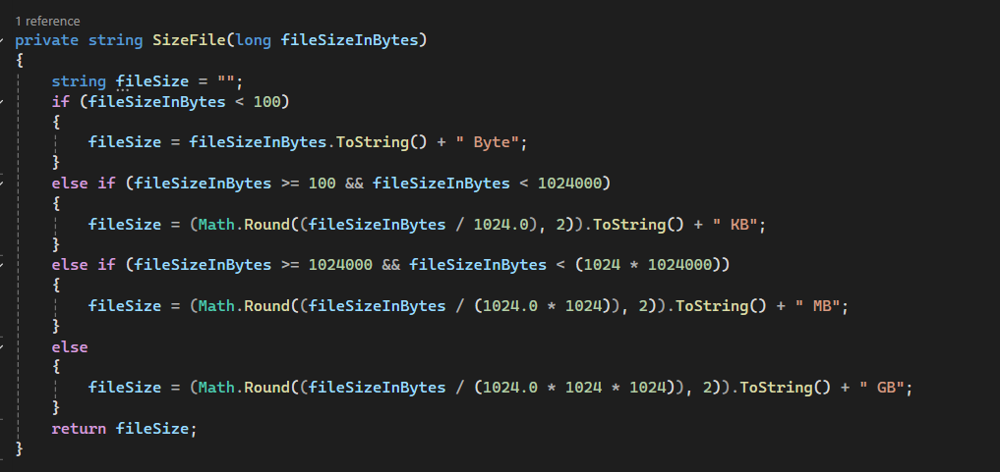 1 reference
private string SizeFile(long fileSizeInBytes)
{
string fileSize = "";
if (fileSizeInBytes < 100)
{
fileSize = fileSizeInBytes.ToString() + " Byte";
}
else if (fileSizeInBytes >= 100 && fileSizeInBytes < 1024000)
{
fileSize = (Math.Round((fileSizeInBytes / 1024.0), 2)).ToString() + " KB";
}
else if (fileSizeInBytes >= 1024000 && fileSizeInBytes < (1024 * 1024000))
{
fileSize = (Math.Round((fileSizeInBytes / (1024.0 * 1024)), 2)).ToString() + " MB";
}
else
{
fileSize = (Math.Round((fileSizeInBytes / (1024.0 * 1024 * 1024)), 2)).ToString() + " GB";
}
return fileSize;
}